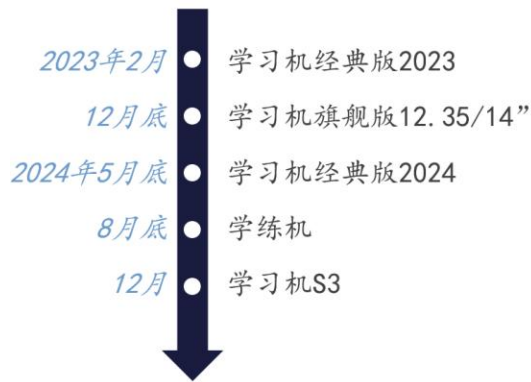 2023年2月 学习机经典版2023
12月底 学习机旗舰版12.35/14”
2024年5月底 学习机经典版2024
8月底 学练机
12月 学习机S3